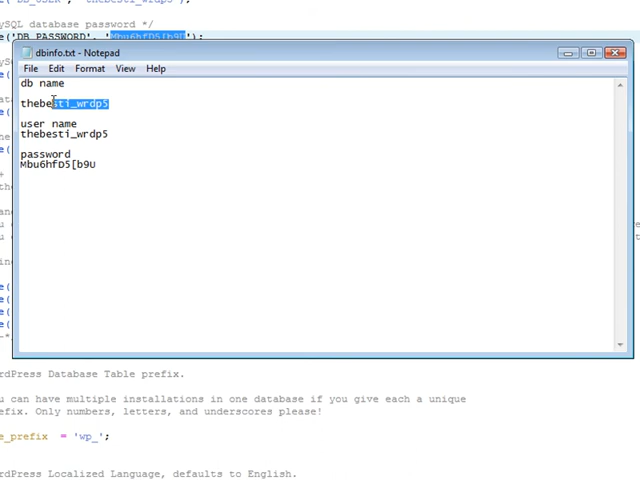 ('DB_USER', 'thebesti_wrdp5');
ySQL database password */
e('DB_PASSWORD', 'Mbu6hfD5[b9U');
dbinfo.txt - Notepad
File Edit Format View Help
db name
thebesti_wrdp5
user name
thebesti_wrdp5
password
Mbu6hfD5[b9U
rdPress Database Table prefix.
u can have multiple installations in one database if you give each a unique
efix. Only numbers, letters, and underscores please!
e_prefix = 'wp_';
rdPress Localized Language, defaults to English.